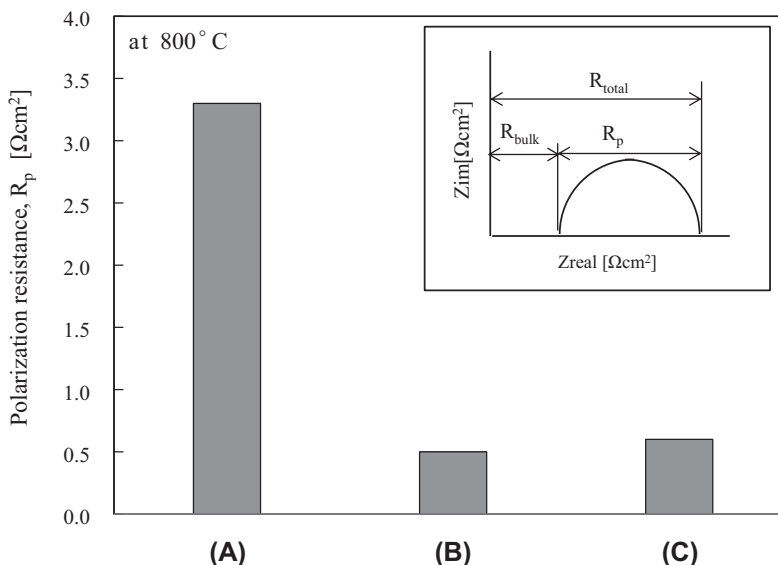 4.0
3.5
3.0
2.5
2.0
1.5
1.0
0.5
0.0
Polarization resistance, Rp [Ωcm2]
at 800°C
Rtotal
Rbulk
Rp
Zim[Ωcm2]
Zreal [Ωcm2]
(A)
(B)
(C)